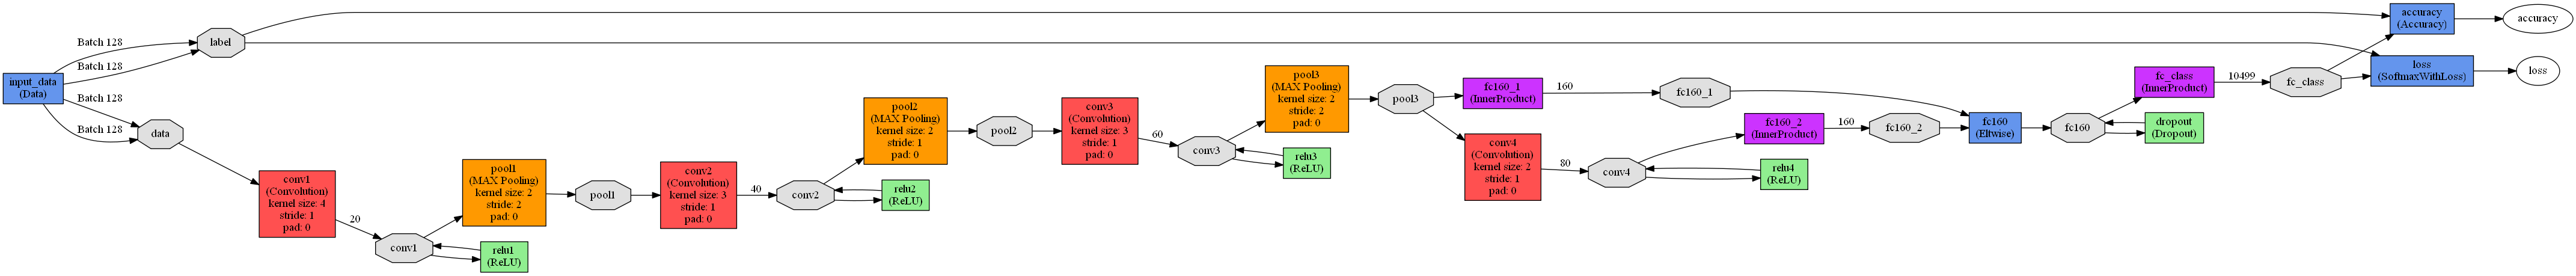 input_data
(Data)
Batch 128
Batch 128
Batch 128
Batch 128
label
data
conv1
(Convolution)
kernel size: 4
stride: 1
pad: 0
20
conv1
relu1
(ReLU)
pool1
(MAX Pooling)
kernel size: 2
stride: 2
pad: 0
pool1
conv2
(Convolution)
kernel size: 3
stride: 1
pad: 0
40
conv2
relu2
(ReLU)
pool2
(MAX Pooling)
kernel size: 2
stride: 1
pad: 0
pool2
conv3
(Convolution)
kernel size: 3
stride: 1
pad: 0
60
conv3
relu3
(ReLU)
pool3
(MAX Pooling)
kernel size: 2
stride: 2
pad: 0
pool3
fc160_1
(InnerProduct)
160
fc160_1
conv4
(Convolution)
kernel size: 2
stride: 1
pad: 0
80
conv4
relu4
(ReLU)
fc160_2
(InnerProduct)
160
fc160_2
fc160
(Eltwise)
fc160
dropout
(Dropout)
fc_class
(InnerProduct)
10499
fc_class
accuracy
(Accuracy)
accuracy
loss
(SoftmaxWithLoss)
loss